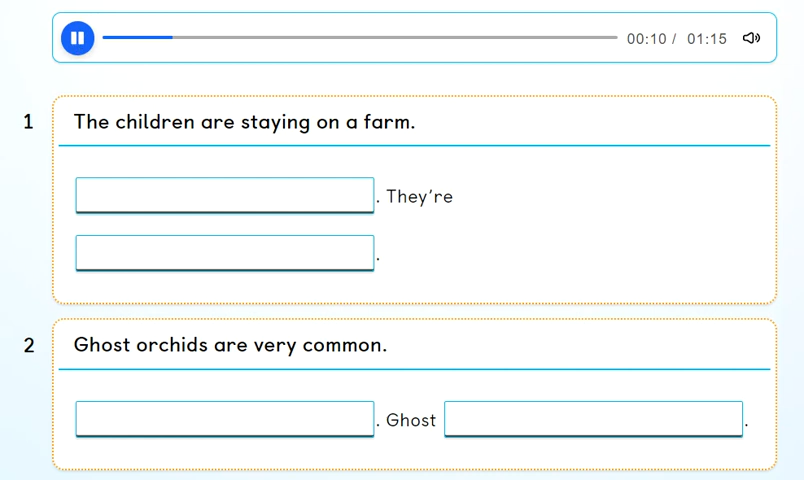 00:10 / 01:15
1 The children are staying on a farm.
. They're
.
2 Ghost orchids are very common.
. Ghost .